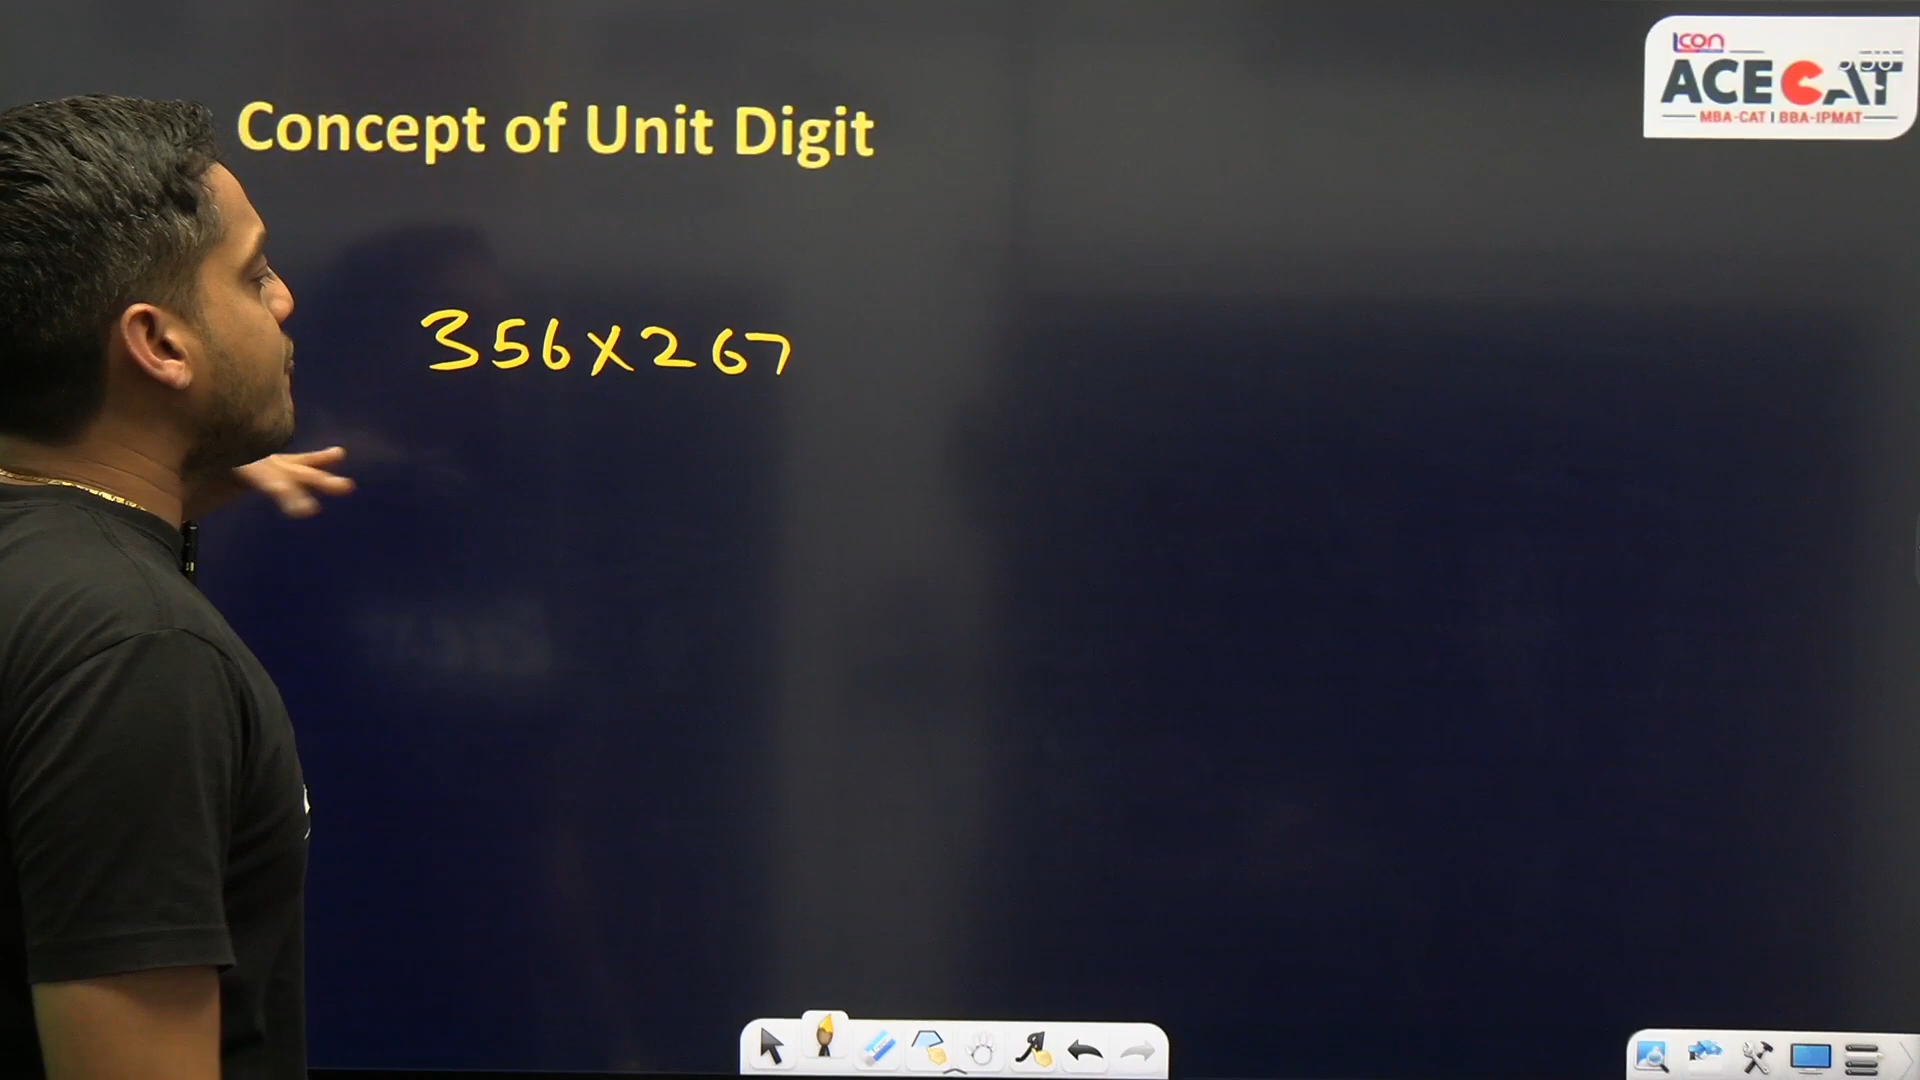 Concept of Unit Digit
Icon
ACE CAT
MBA-CAT | BBA-IPMAT
356X267